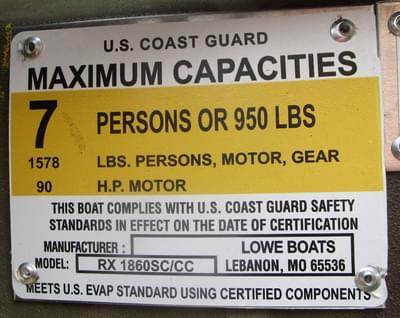 U.S. COAST GUARD
MAXIMUM CAPACITIES
7 PERSONS OR 950 LBS
1578 LBS. PERSONS, MOTOR, GEAR
90 H.P. MOTOR
THIS BOAT COMPLIES WITH U.S. COAST GUARD SAFETY
STANDARDS IN EFFECT ON THE DATE OF CERTIFICATION
MANUFACTURER : LOWE BOATS
MODEL: RX 1860SC/CC LEBANON, MO 65536
MEETS U.S. EVAP STANDARD USING CERTIFIED COMPONENTS